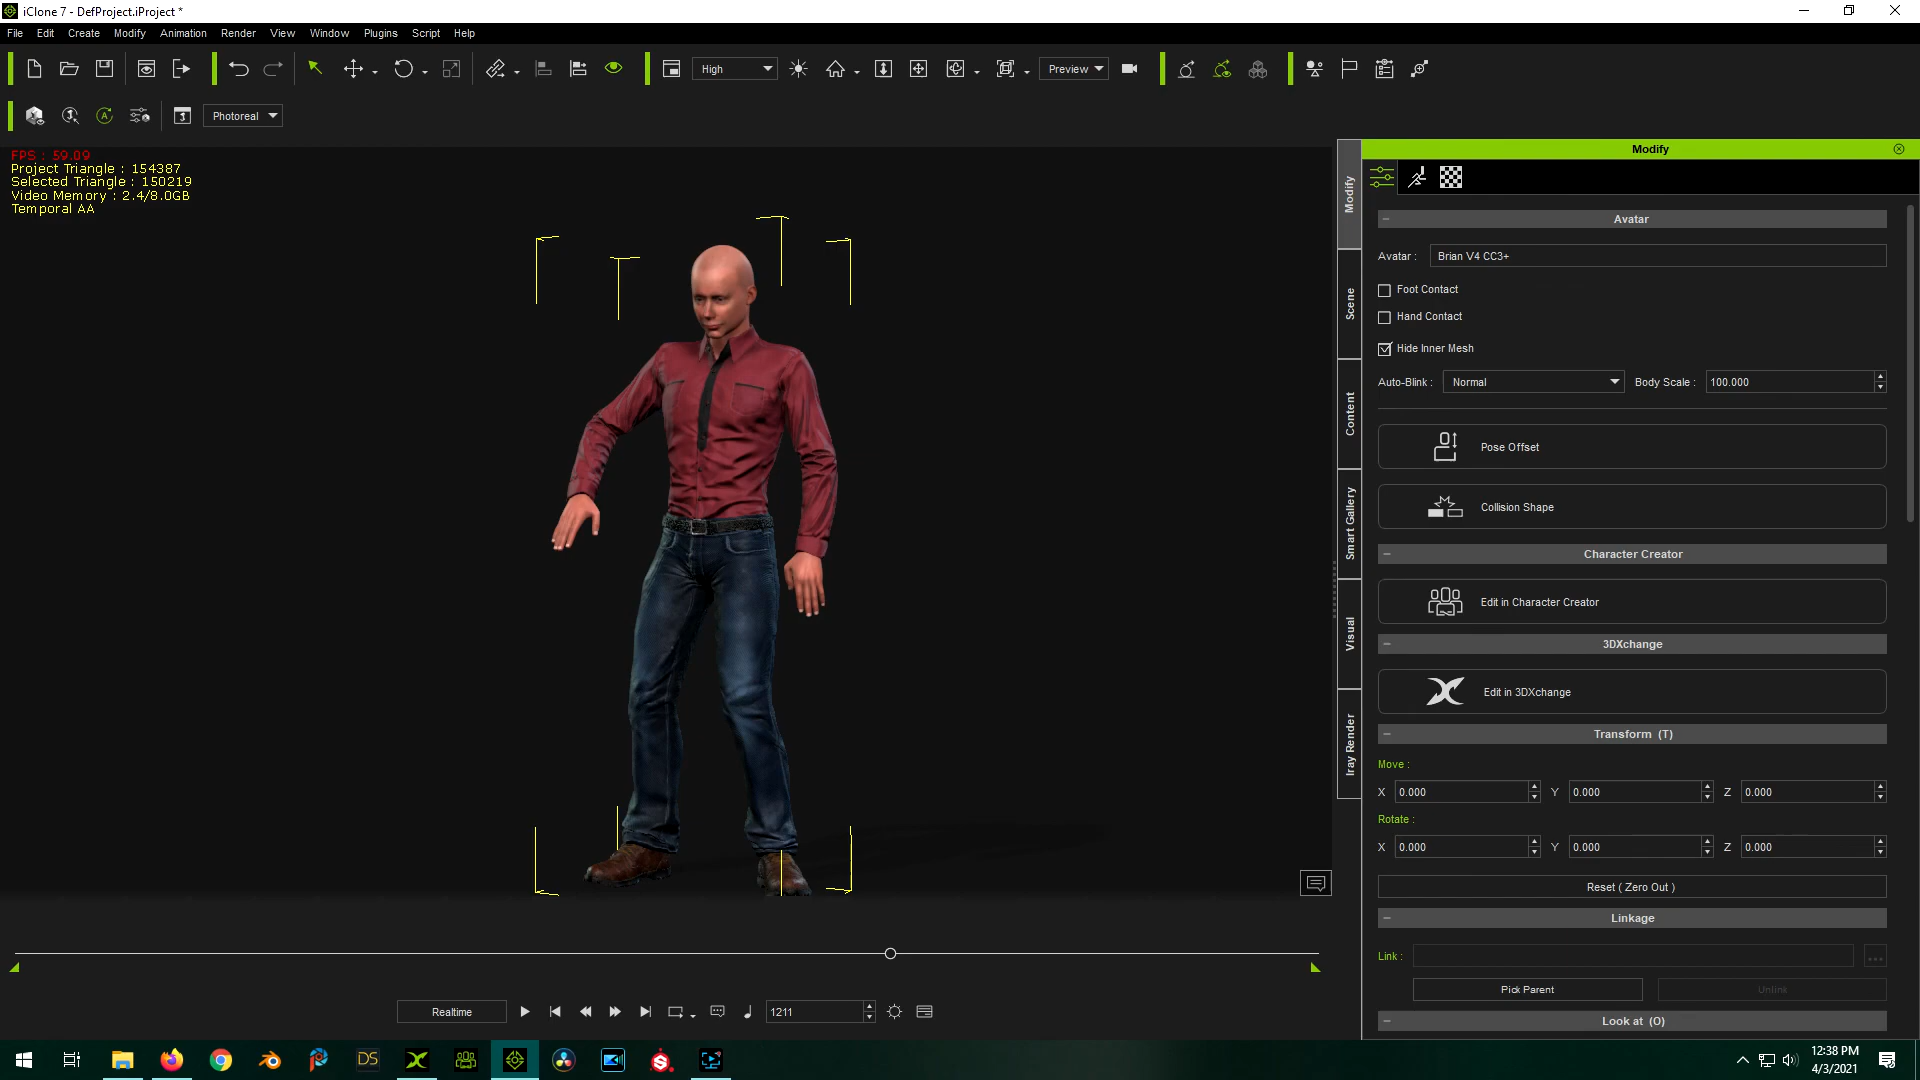 iClone 7 - DefProject.iProject *
File Edit Create Modify Animation Render View Window Plugins Script Help
High
Preview
Photoreal
FPS : 59.09
Project Triangle : 154387
Selected Triangle : 150219
Video Memory : 2.4/8.0GB
Temporal AA
Modify
Scene
Content
Smart Gallery
Visual
Iray Render
Modify
Avatar
Avatar : Brian V4 CC3+
Foot Contact
Hand Contact
Hide Inner Mesh
Auto-Blink : Normal Body Scale : 100.000
Pose Offset
Collision Shape
Character Creator
Edit in Character Creator
3DXchange
Edit in 3DXchange
Transform (T)
Move :
X 0.000 Y 0.000 Z 0.000
Rotate :
X 0.000 Y 0.000 Z 0.000
Reset ( Zero Out )
Linkage
Link : ...
Pick Parent Unlink
Look at (O)
Realtime 1211
DS
12:38 PM
4/3/2021